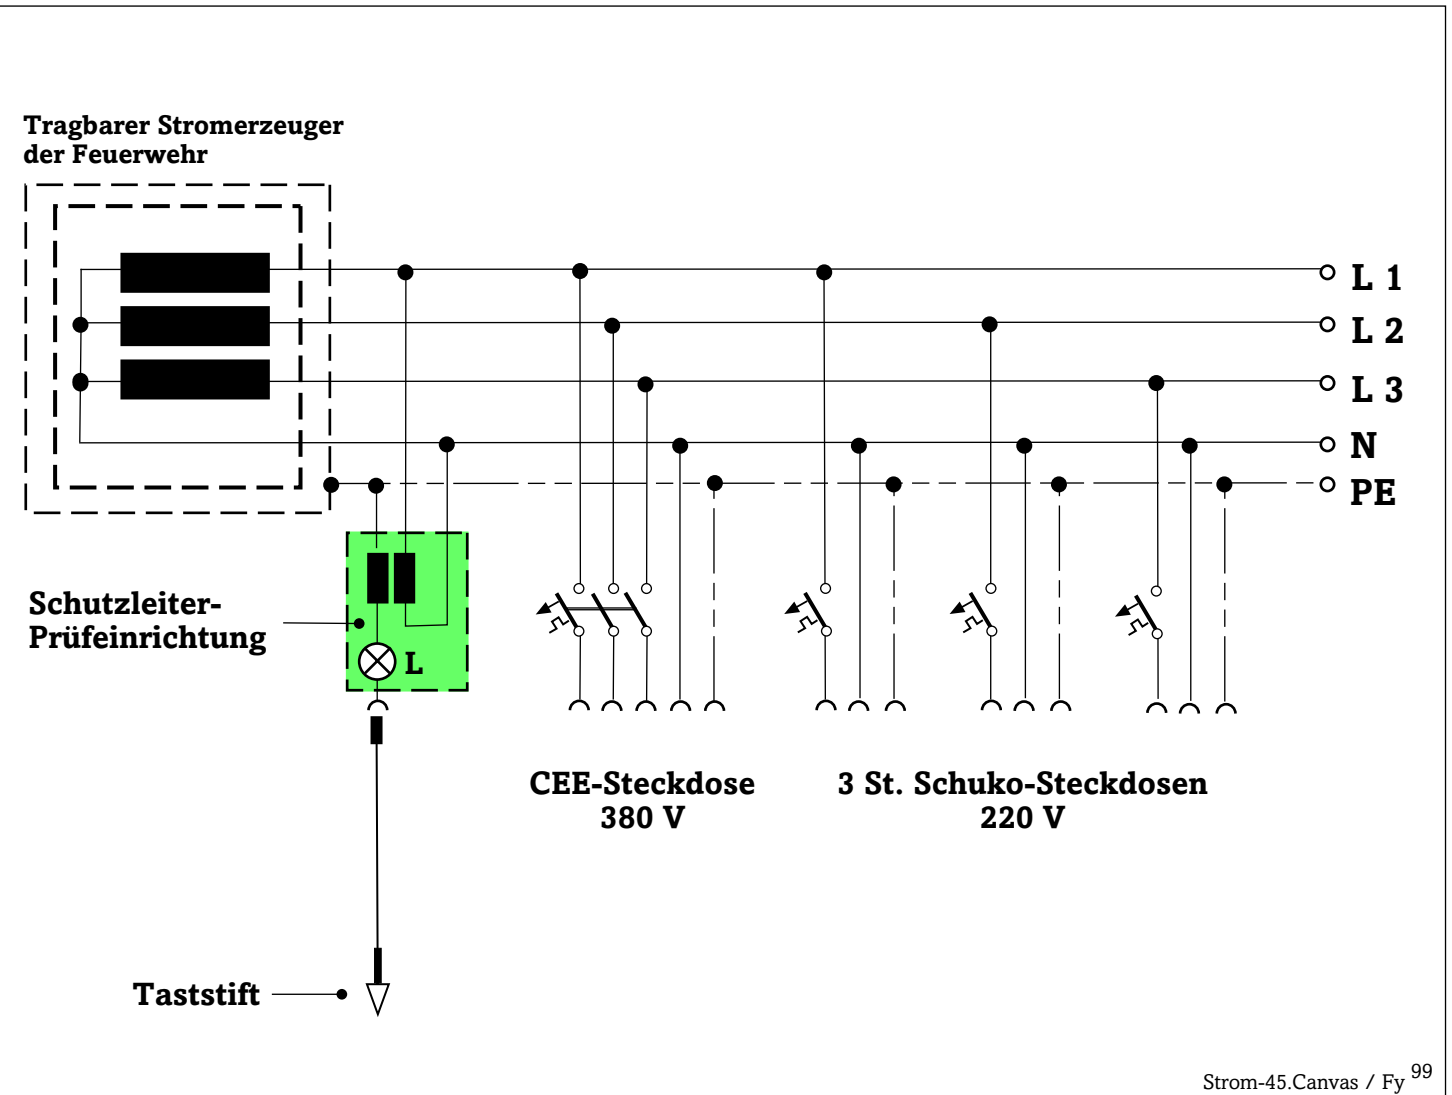 Tragbarer Stromerzeuger
der Feuerwehr
L 1
L 2
L 3
N
PE
Schutzleiter-
Prüfeinrichtung
L
CEE-Steckdose
380 V
3 St. Schuko-Steckdosen
220 V
Taststift
Strom-45.Canvas / Fy 99